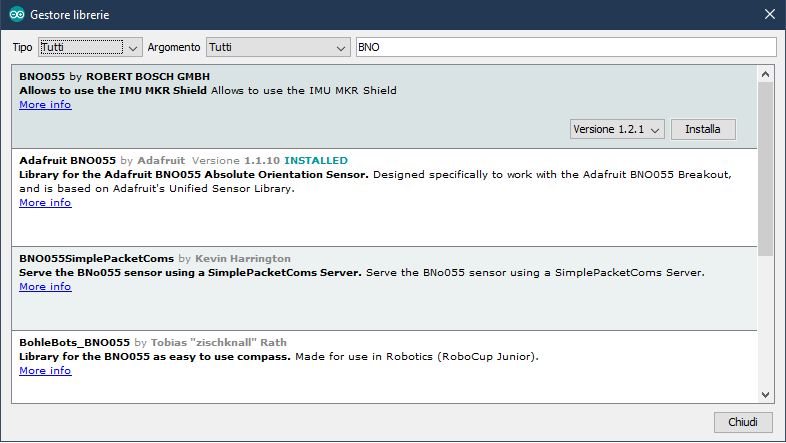 Gestore librerie
Tipo Tutti Argomento Tutti BNO
BNO055 by ROBERT BOSCH GMBH
Allows to use the IMU MKR Shield Allows to use the IMU MKR Shield
More info
Versione 1.2.1 Installa
Adafruit BNO055 by Adafruit Versione 1.1.10 INSTALLED
Library for the Adafruit BNO055 Absolute Orientation Sensor. Designed specifically to work with the Adafruit BNO055 Breakout,
and is based on Adafruit's Unified Sensor Library.
More info
BNO055SimplePacketComs by Kevin Harrington
Serve the BNo055 sensor using a SimplePacketComs Server. Serve the BNo055 sensor using a SimplePacketComs Server.
More info
BohleBots_BNO055 by Tobias "zischknall" Rath
Library for the BNO055 as easy to use compass. Made for use in Robotics (RoboCup Junior).
More info
Chiudi